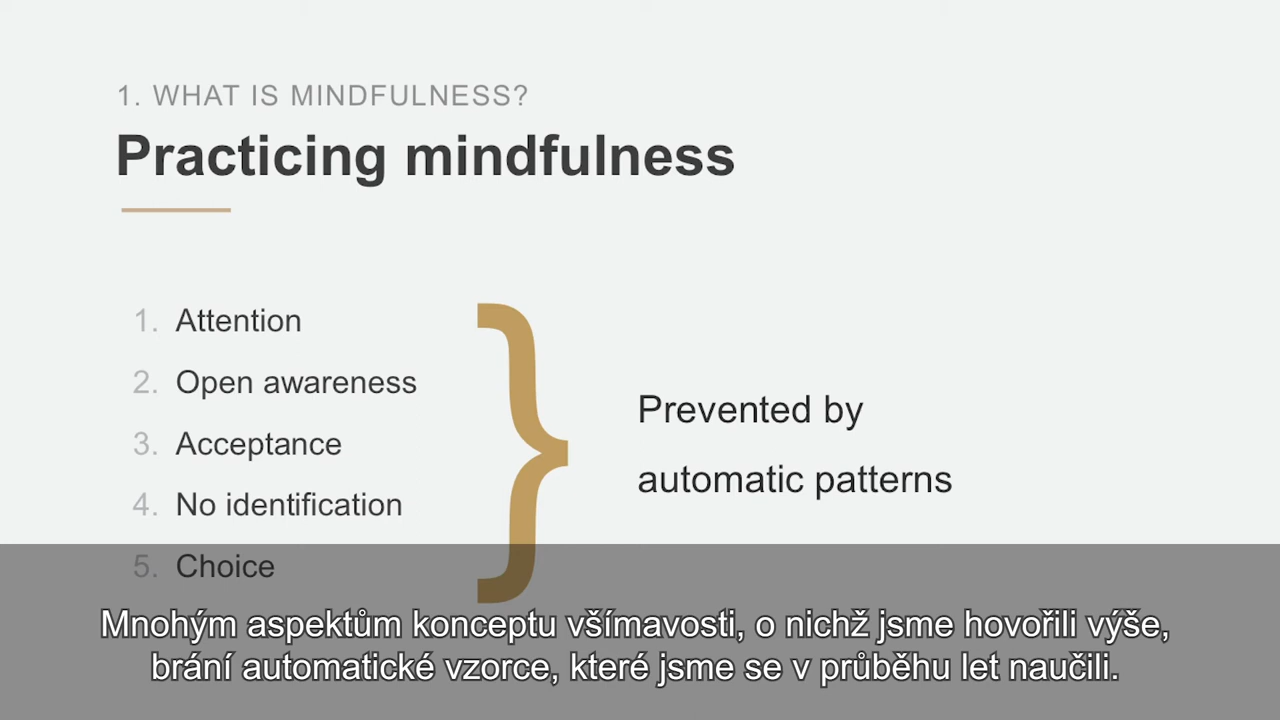 1. WHAT IS MINDFULNESS?
Practicing mindfulness
1. Attention
2. Open awareness
3. Acceptance
4. No identification
5. Choice
}
Prevented by
automatic patterns
Mnohým aspektům konceptu všímavosti, o nichž jsme hovořili výše,
brání automatické vzorce, které jsme se v průběhu let naučili.